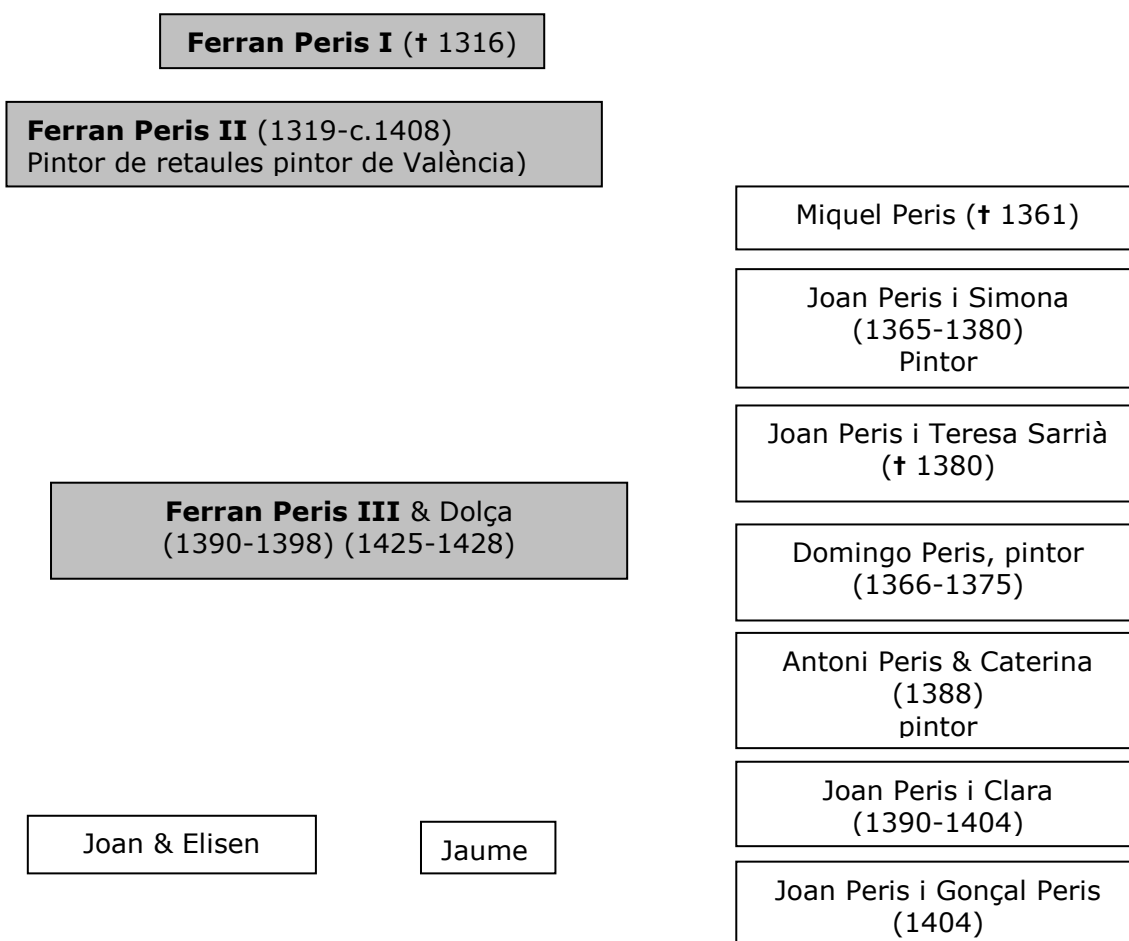 Ferran Peris I († 1316)
Ferran Peris II (1319-c.1408)
Pintor de retaules pintor de València)
Miquel Peris († 1361)
Joan Peris i Simona
(1365-1380)
Pintor
Joan Peris i Teresa Sarrià
(† 1380)
Ferran Peris III & Dolça
(1390-1398) (1425-1428)
Domingo Peris, pintor
(1366-1375)
Antoni Peris & Caterina
(1388)
pintor
Joan Peris i Clara
(1390-1404)
Joan & Elisen
Jaume
Joan Peris i Gonçal Peris
(1404)